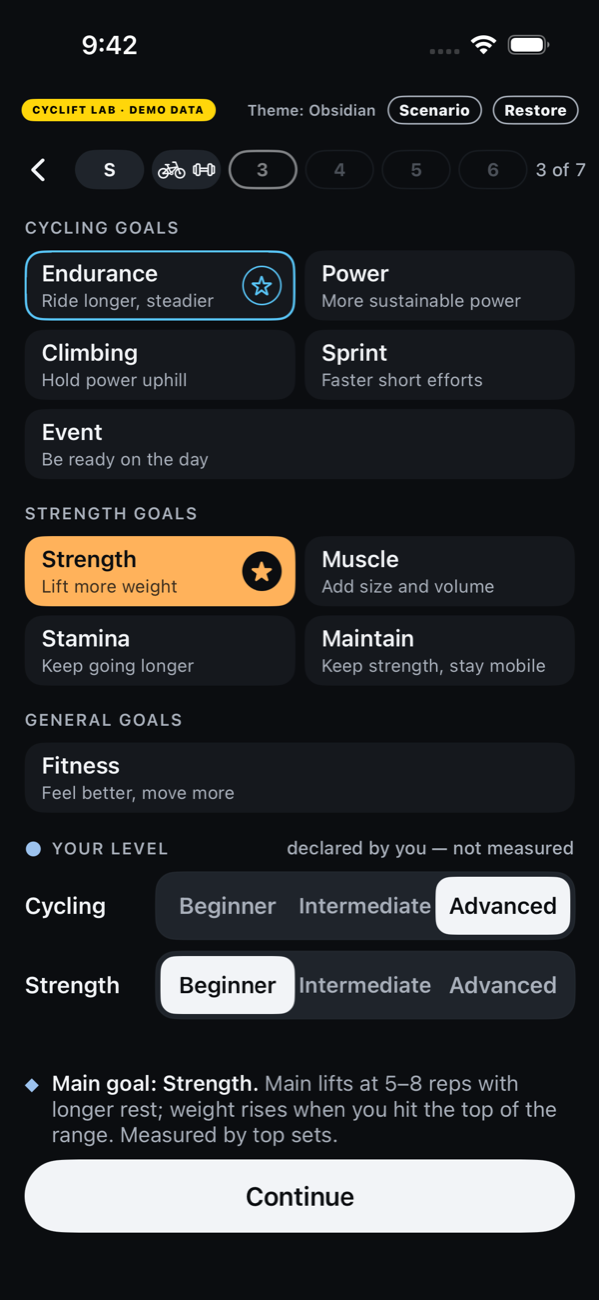 9:42
CYCLIFT LAB · DEMO DATA
Theme: Obsidian
Scenario
Restore
S
3
4
5
6
3 of 7
CYCLING GOALS
Endurance
Ride longer, steadier
Power
More sustainable power
Climbing
Hold power uphill
Sprint
Faster short efforts
Event
Be ready on the day
STRENGTH GOALS
Strength
Lift more weight
Muscle
Add size and volume
Stamina
Keep going longer
Maintain
Keep strength, stay mobile
GENERAL GOALS
Fitness
Feel better, move more
YOUR LEVEL
declared by you — not measured
Cycling
Beginner
Intermediate
Advanced
Strength
Beginner
Intermediate
Advanced
Main goal: Strength. Main lifts at 5–8 reps with
longer rest; weight rises when you hit the top of the
range. Measured by top sets.
Continue